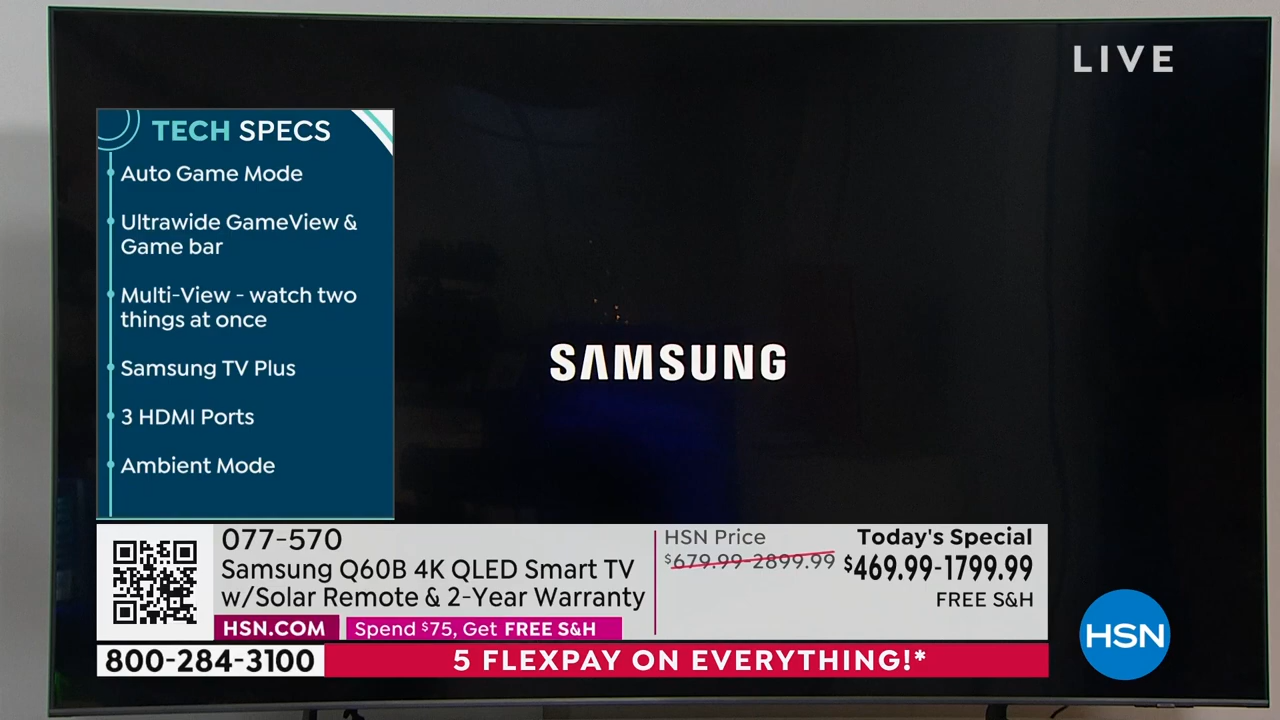 LIVE
TECH SPECS
Auto Game Mode
Ultrawide GameView &
Game bar
Multi-View - watch two
things at once
Samsung TV Plus
3 HDMI Ports
Ambient Mode
SAMSUNG
077-570
Samsung Q60B 4K QLED Smart TV
w/Solar Remote & 2-Year Warranty
HSN.COM
Spend $75, Get FREE S&H
HSN Price
$679.99-2899.99
Today's Special
$469.99-1799.99
FREE S&H
800-284-3100
5 FLEXPAY ON EVERYTHING!*
HSN